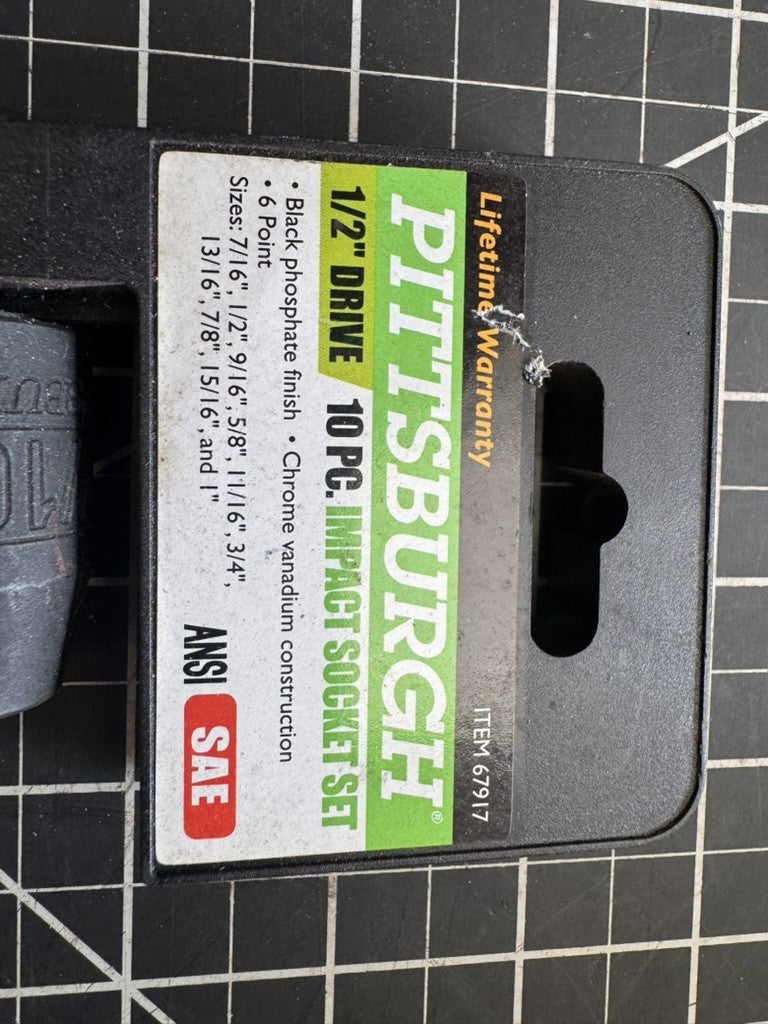 Lifetime Warranty
ITEM 67917
PITTSBURGH®
1/2" DRIVE 10 PC. IMPACT SOCKET SET
• Black phosphate finish • Chrome vanadium construction
• 6 Point
Sizes: 7/16", 1/2", 9/16", 5/8", 11/16", 3/4",
13/16", 7/8", 15/16", and 1"
ANSI SAE